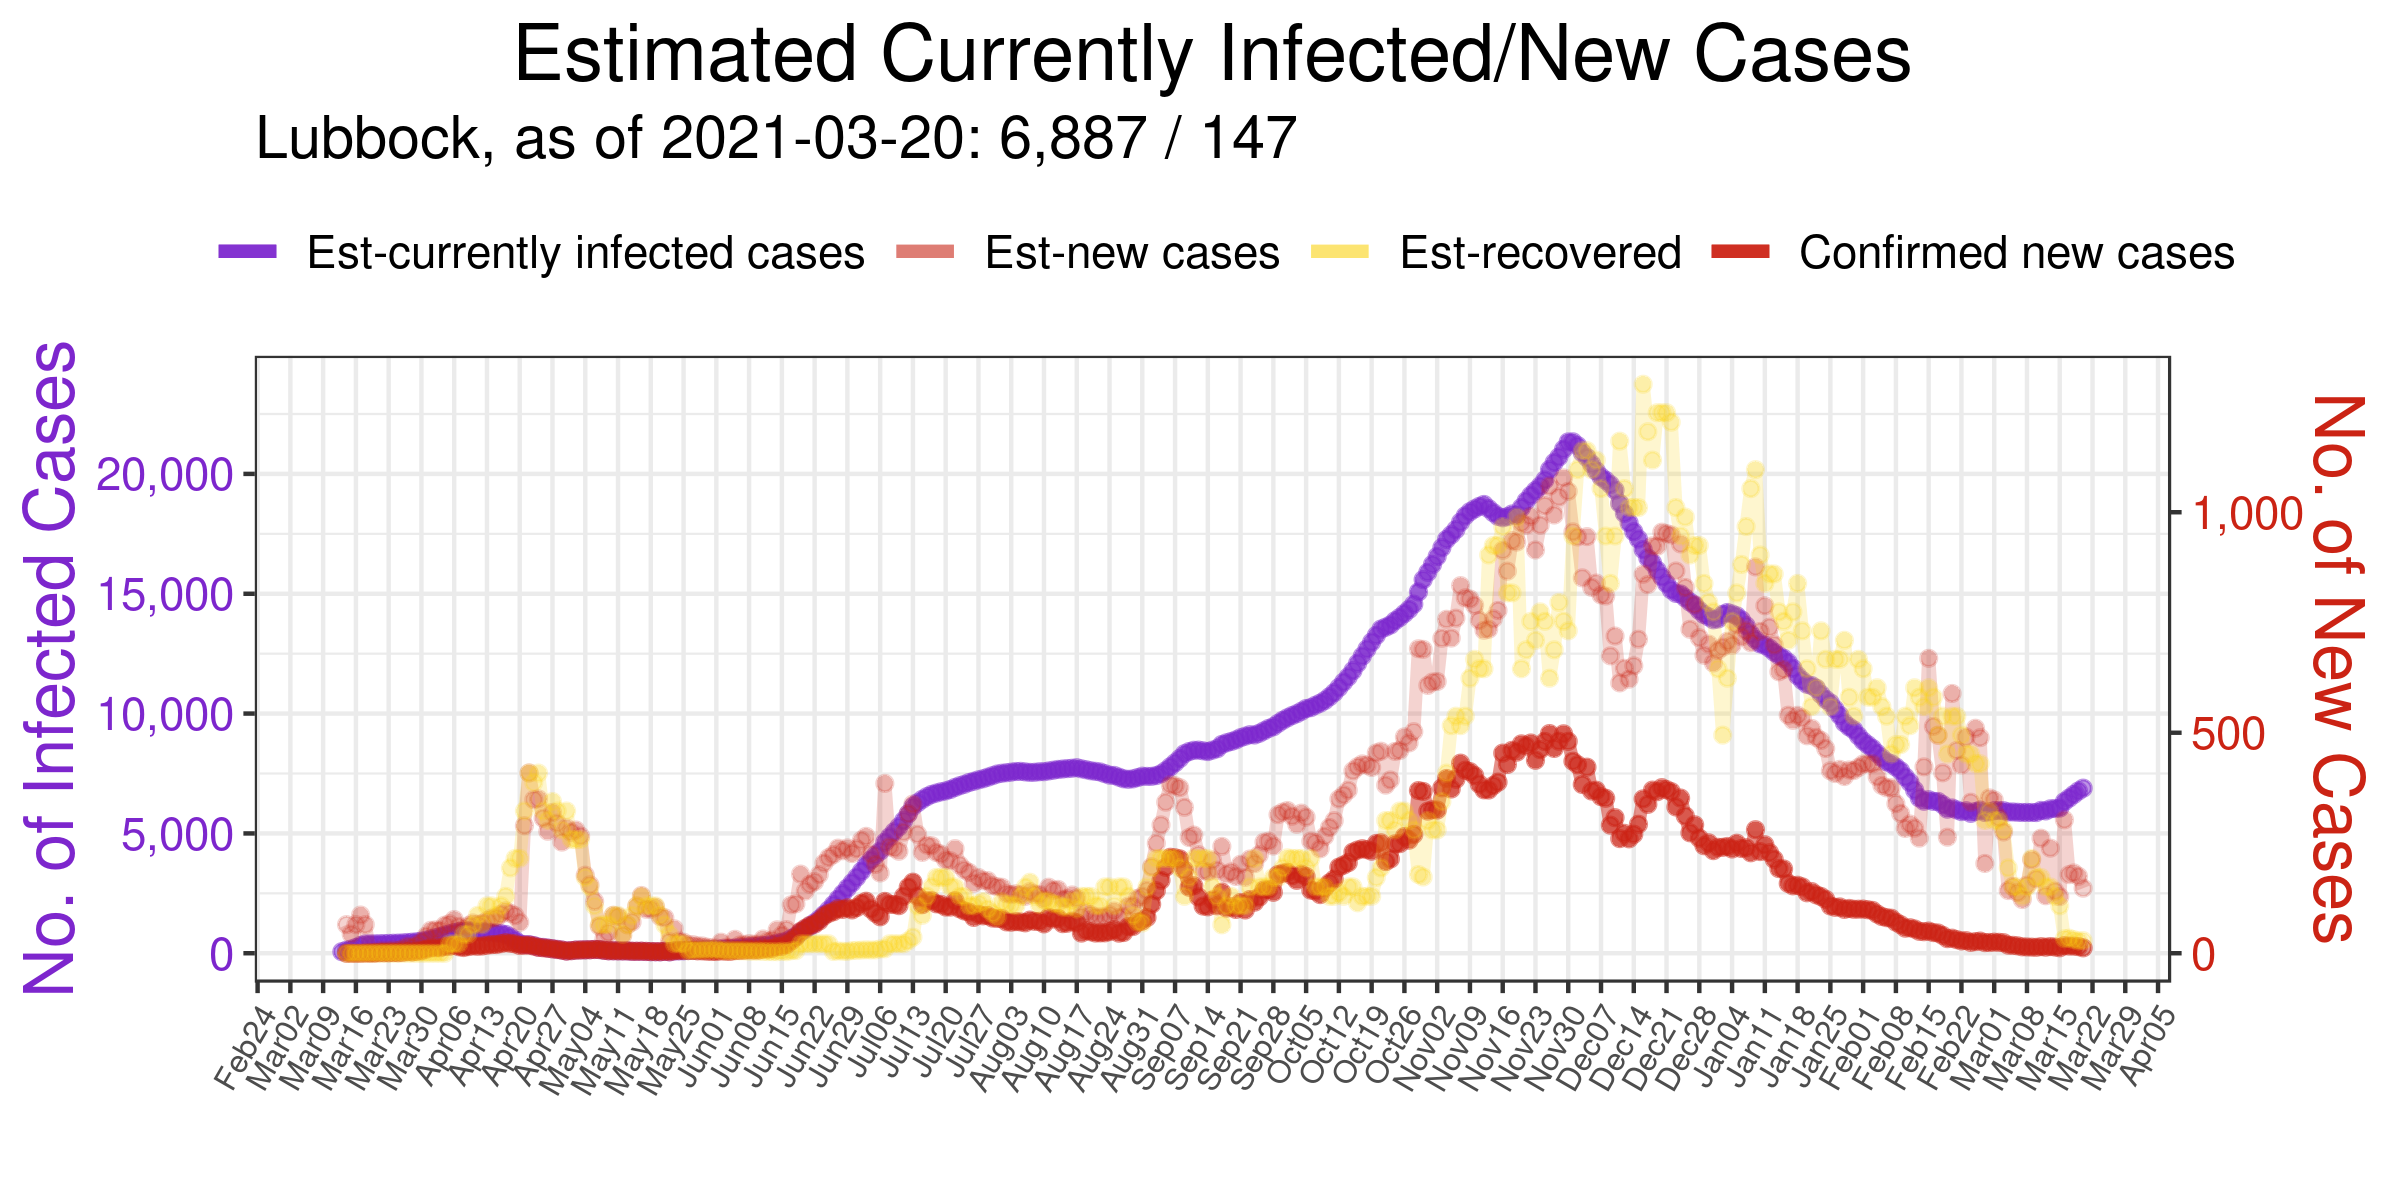 Estimated Currently Infected/New Cases
Lubbock, as of 2021-03-20: 6,887 / 147
Est-currently infected cases
Est-new cases
Est-recovered
Confirmed new cases
No. of Infected Cases
20,000
15,000
10,000
5,000
0
1,000
500
0
No. of New Cases
Feb24
Mar02
Mar09
Mar16
Mar23
Mar30
Apr06
Apr13
Apr20
Apr27
May04
May11
May18
May25
Jun01
Jun08
Jun15
Jun22
Jun29
Jul06
Jul13
Jul20
Jul27
Aug03
Aug10
Aug17
Aug24
Aug31
Sep07
Sep14
Sep21
Sep28
Oct05
Oct12
Oct19
Oct26
Nov02
Nov09
Nov16
Nov23
Nov30
Dec07
Dec14
Dec21
Dec28
Jan04
Jan11
Jan18
Jan25
Feb01
Feb08
Feb15
Feb22
Mar01
Mar08
Mar15
Mar22
Mar29
Apr05